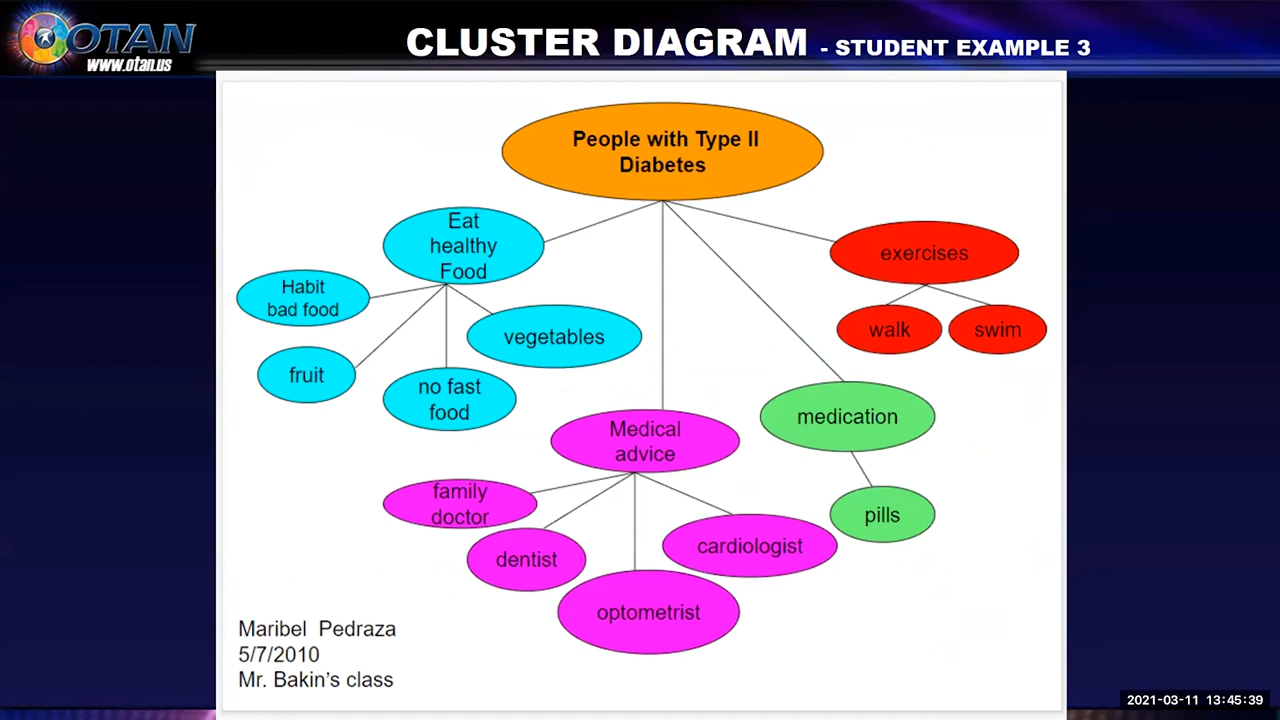 OTAN
www.otan.us
CLUSTER DIAGRAM - STUDENT EXAMPLE 3
People with Type II
Diabetes
Eat
healthy
Food
Habit
bad food
fruit
no fast
food
vegetables
exercises
walk
swim
medication
pills
Medical
advice
family
doctor
dentist
optometrist
cardiologist
Maribel Pedraza
5/7/2010
Mr. Bakin's class
2021-03-11 13:45:39